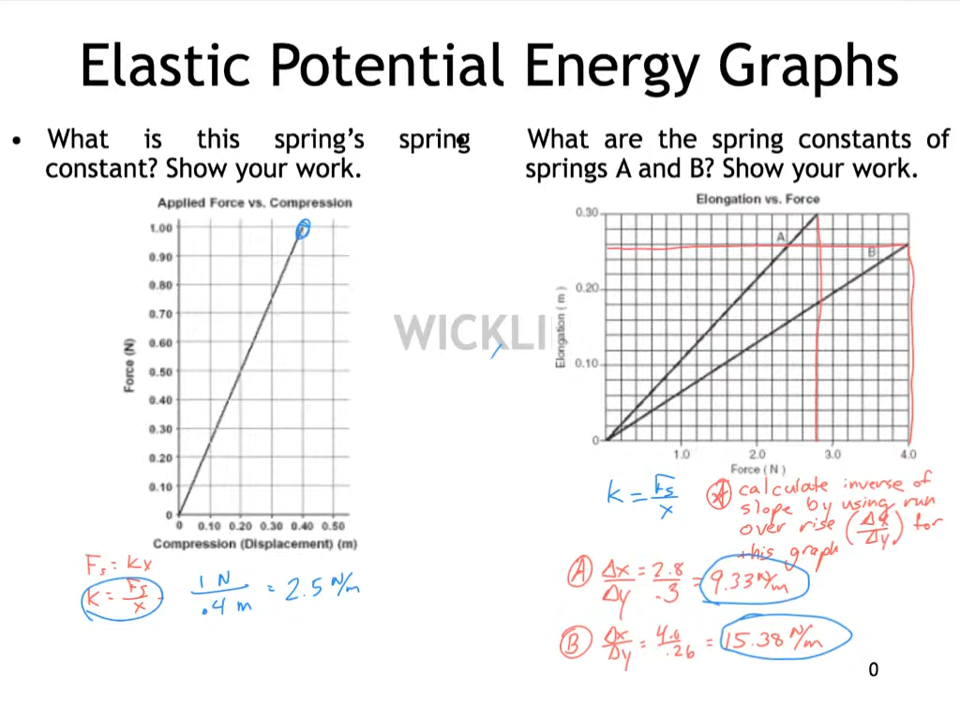 Elastic Potential Energy Graphs
• What is this spring's spring
constant? Show your work.
• What are the spring constants of
springs A and B? Show your work.
Applied Force vs. Compression
1.00
0.90
0.80
0.70
0.60
0.50
0.40
0.30
0.20
0.10
0
Force (N)
0 0.10 0.20 0.30 0.40 0.50
Compression (Displacement) (m)
WICKLI
Elongation vs. Force
0.30
0.20
0.10
0
Elongation ( m )
A
B
1.0 2.0 3.0 4.0
Force ( N )
Fs = kx
k = Fs/x
1 N/.4 m = 2.5 N/m
k = Fs/x
calculate inverse of
slope by using run
over rise (Δx/Δy) for
this graph
A Δx/Δy = 2.8/.3 = 9.33 N/m
B Δx/Δy = 4.0/.26 = 15.38 N/m
0